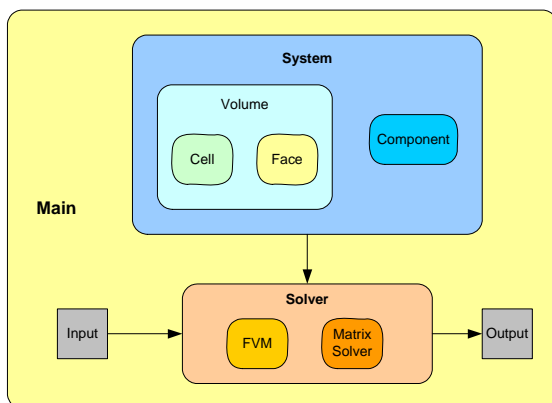 System
Volume
Component
Cell
Face
Main
Solver
Input
FVM
Matrix
Solver
Output